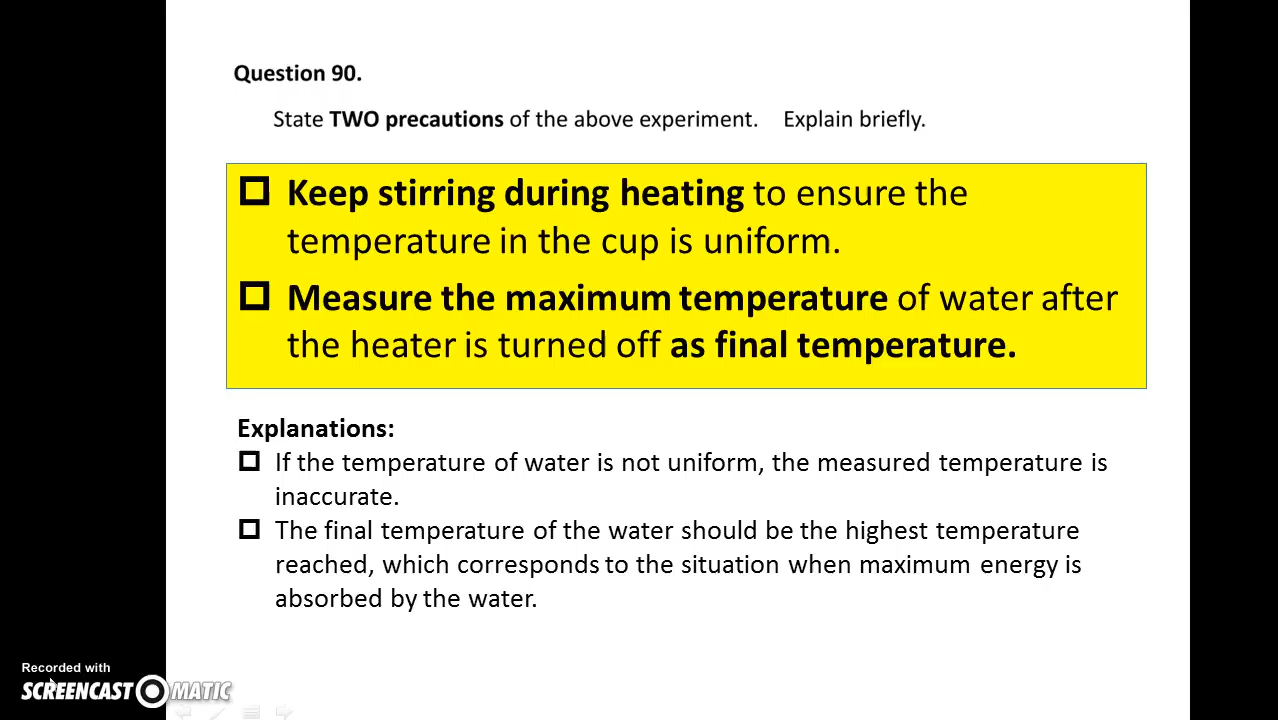 Question 90.
State TWO precautions of the above experiment. Explain briefly.
Keep stirring during heating to ensure the
temperature in the cup is uniform.
Measure the maximum temperature of water after
the heater is turned off as final temperature.
Explanations:
If the temperature of water is not uniform, the measured temperature is
inaccurate.
The final temperature of the water should be the highest temperature
reached, which corresponds to the situation when maximum energy is
absorbed by the water.
Recorded with
SCREENCAST O MATIC